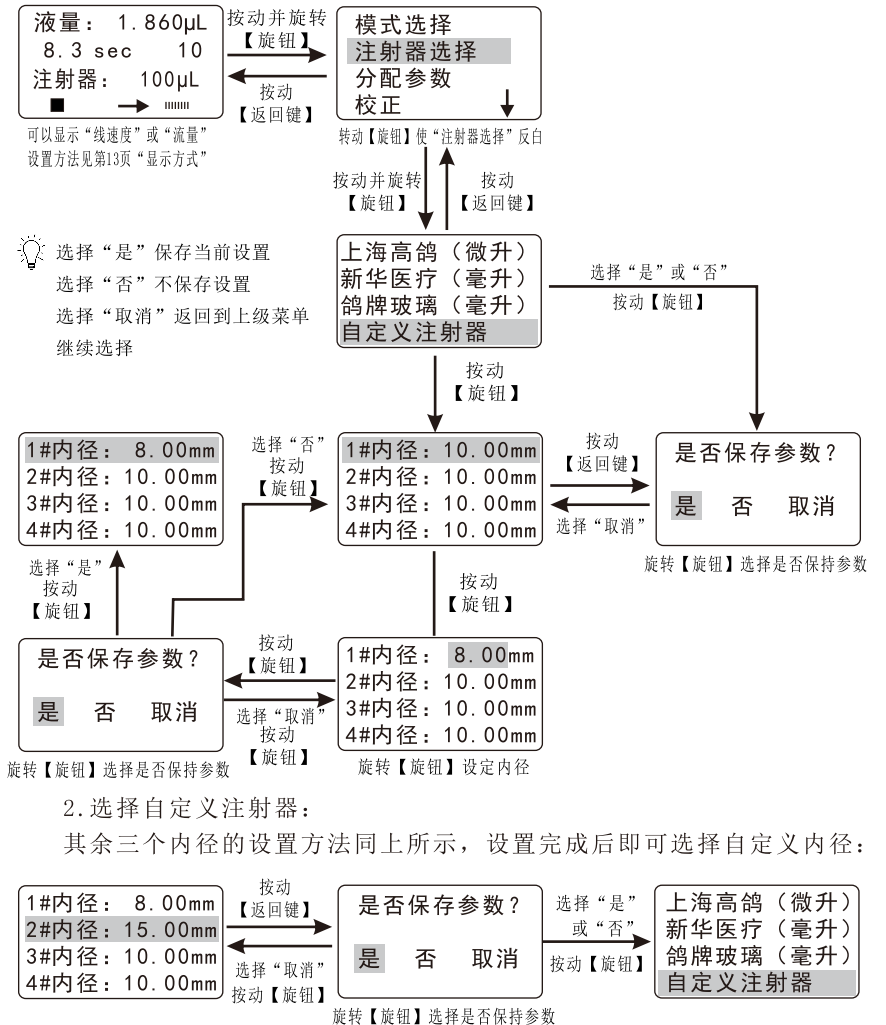 液量： 1.860μL
8.3 sec 10
注射器： 100μL
可以显示“线速度”或“流量”
设置方法见第13页“显示方式”
按动并旋转
【旋钮】
按动
【返回键】
模式选择
注射器选择
分配参数
校正
转动【旋钮】使“注射器选择”反白
按动并旋转
【旋钮】
按动
【返回键】
选择“是”保存当前设置
选择“否”不保存设置
选择“取消”返回到上级菜单
继续选择
上海高鸽（微升）
新华医疗（毫升）
鸽牌玻璃（毫升）
自定义注射器
选择“是”或“否”
按动【旋钮】
按动
【旋钮】
1#内径： 8.00mm
2#内径：10.00mm
3#内径：10.00mm
4#内径：10.00mm
选择“否”
按动
【旋钮】
1#内径：10.00mm
2#内径：10.00mm
3#内径：10.00mm
4#内径：10.00mm
按动
【返回键】
选择“取消”
是否保存参数？
是 否 取消
旋转【旋钮】选择是否保持参数
选择“是”
按动
【旋钮】
按动
【旋钮】
是否保存参数？
是 否 取消
旋转【旋钮】选择是否保持参数
按动
【旋钮】
选择“取消”
按动
【旋钮】
1#内径： 8.00mm
2#内径：10.00mm
3#内径：10.00mm
4#内径：10.00mm
旋转【旋钮】设定内径
2.选择自定义注射器：
其余三个内径的设置方法同上所示，设置完成后即可选择自定义内径：
1#内径： 8.00mm
2#内径：15.00mm
3#内径：10.00mm
4#内径：10.00mm
按动
【返回键】
选择“取消”
按动【旋钮】
是否保存参数？
是 否 取消
旋转【旋钮】选择是否保持参数
选择“是”
或“否”
按动【旋钮】
上海高鸽（微升）
新华医疗（毫升）
鸽牌玻璃（毫升）
自定义注射器